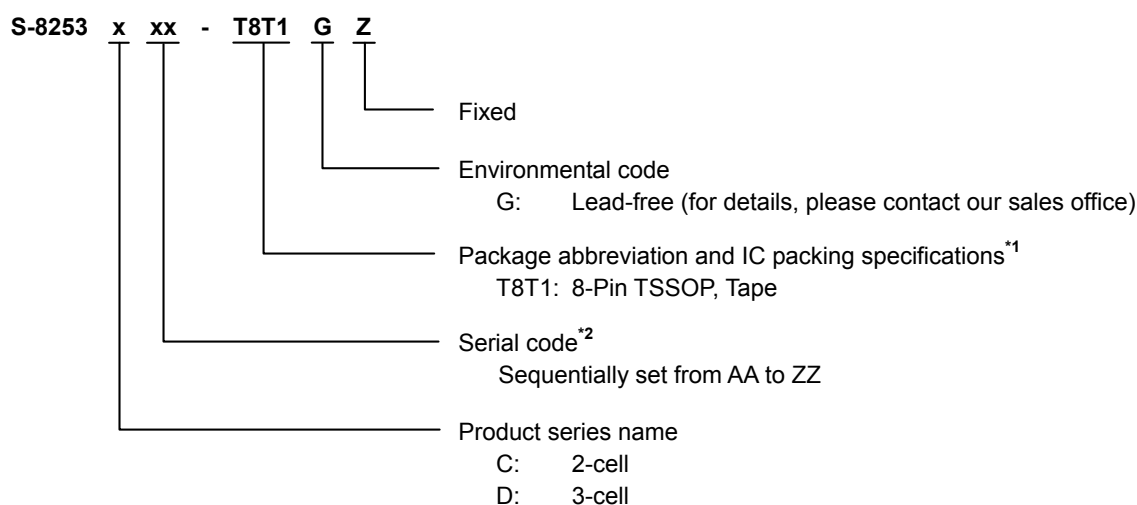 S-8253 x xx - T8T1 G Z
Fixed
Environmental code
G: Lead-free (for details, please contact our sales office)
Package abbreviation and IC packing specifications*1
T8T1: 8-Pin TSSOP, Tape
Serial code*2
Sequentially set from AA to ZZ
Product series name
C: 2-cell
D: 3-cell